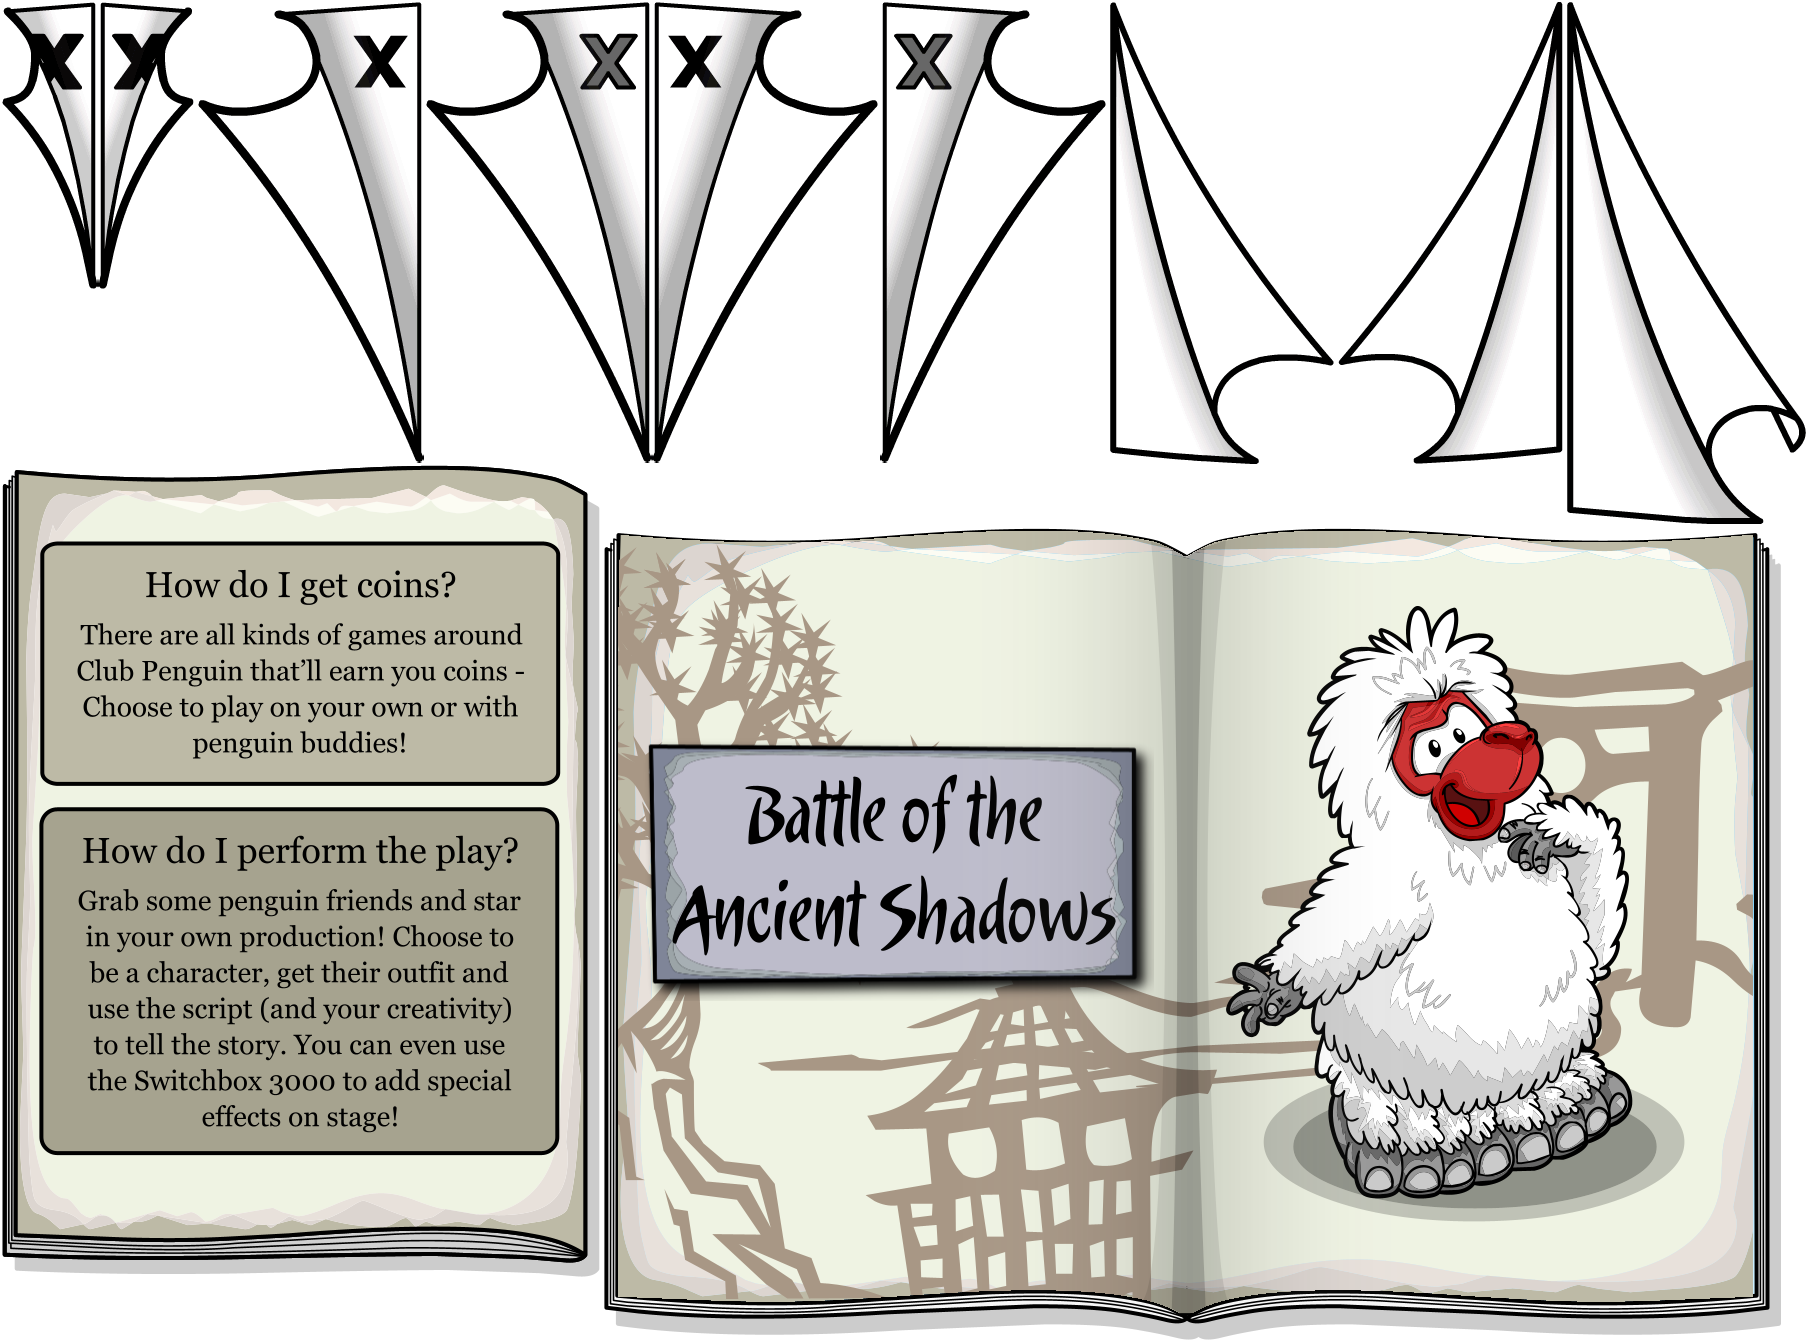 X X X X X X
How do I get coins?
There are all kinds of games around
Club Penguin that’ll earn you coins -
Choose to play on your own or with
penguin buddies!
How do I perform the play?
Grab some penguin friends and star
in your own production! Choose to
be a character, get their outfit and
use the script (and your creativity)
to tell the story. You can even use
the Switchbox 3000 to add special
effects on stage!
Battle of the
Ancient Shadows